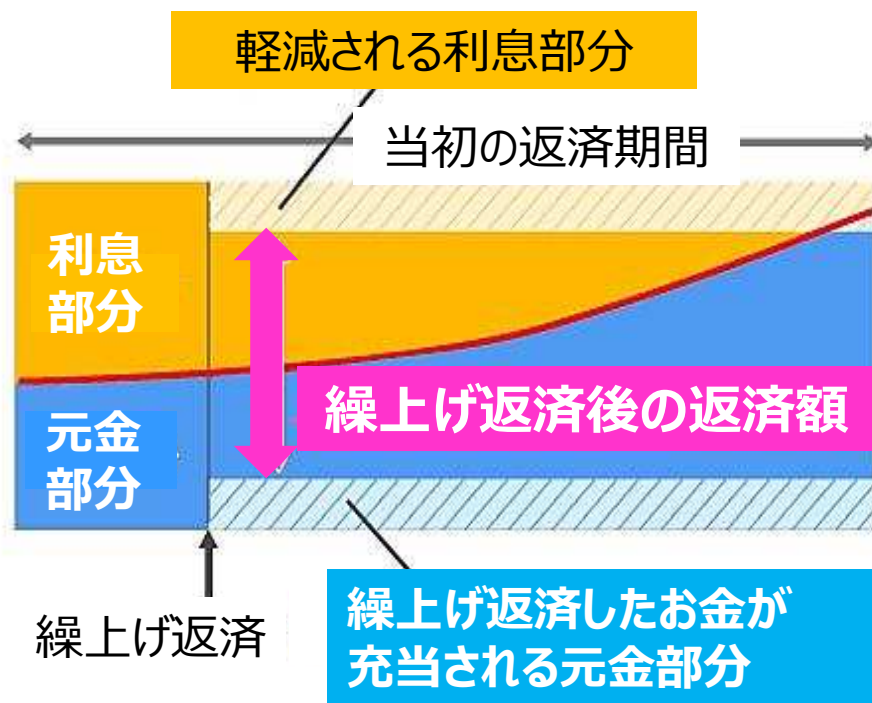 軽減される利息部分
当初の返済期間
利息
部分
繰上げ返済後の返済額
元金
部分
繰上げ返済
繰上げ返済したお金が
充当される元金部分